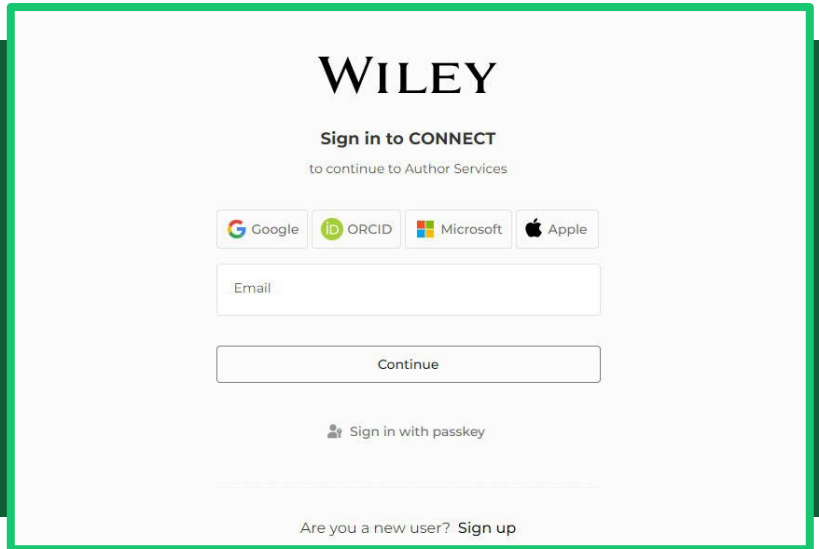 WILEY
Sign in to CONNECT
to continue to Author Services
Google iD ORCID Microsoft Apple
Email
Continue
Sign in with passkey
Are you a new user? Sign up